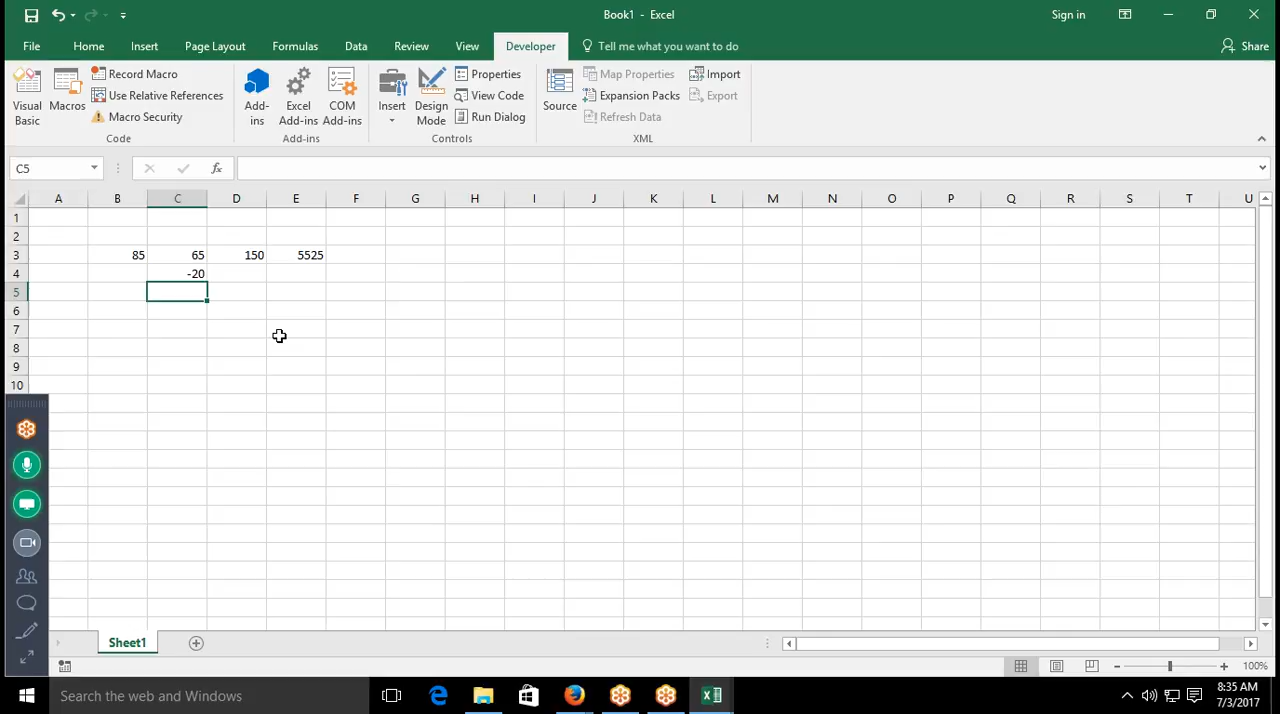 Book1 - Excel
Sign in
File Home Insert Page Layout Formulas Data Review View Developer Tell me what you want to do Share
Visual Basic
Macros
Record Macro
Use Relative References
Macro Security
Code
Add-ins
Excel Add-ins
COM Add-ins
Add-ins
Insert
Design Mode
Properties
View Code
Run Dialog
Controls
Source
Map Properties
Expansion Packs
Refresh Data
Import
Export
XML
C5 fx
A B C D E F G H I J K L M N O P Q R S T U
1
2
3 85 65 150 5525
4 -20
5
6
7
8
9
10
Sheet1
100%
Search the web and Windows
8:35 AM
7/3/2017